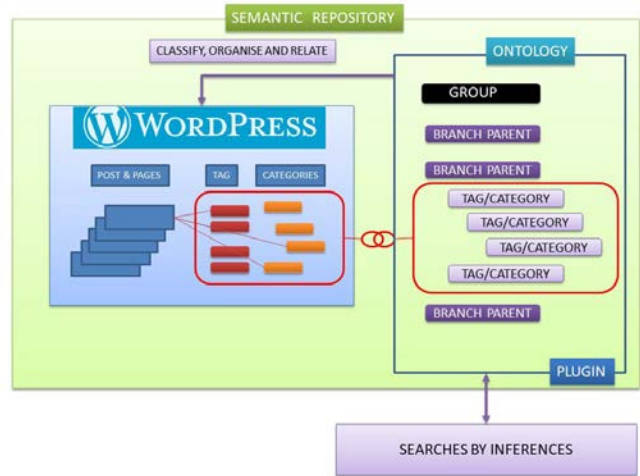 SEMANTIC REPOSITORY
CLASSIFY, ORGANISE AND RELATE
ONTOLOGY
GROUP
WORDPRESS
BRANCH PARENT
POST & PAGES
TAG
CATEGORIES
BRANCH PARENT
TAG/CATEGORY
TAG/CATEGORY
TAG/CATEGORY
TAG/CATEGORY
BRANCH PARENT
PLUGIN
SEARCHES BY INFERENCES